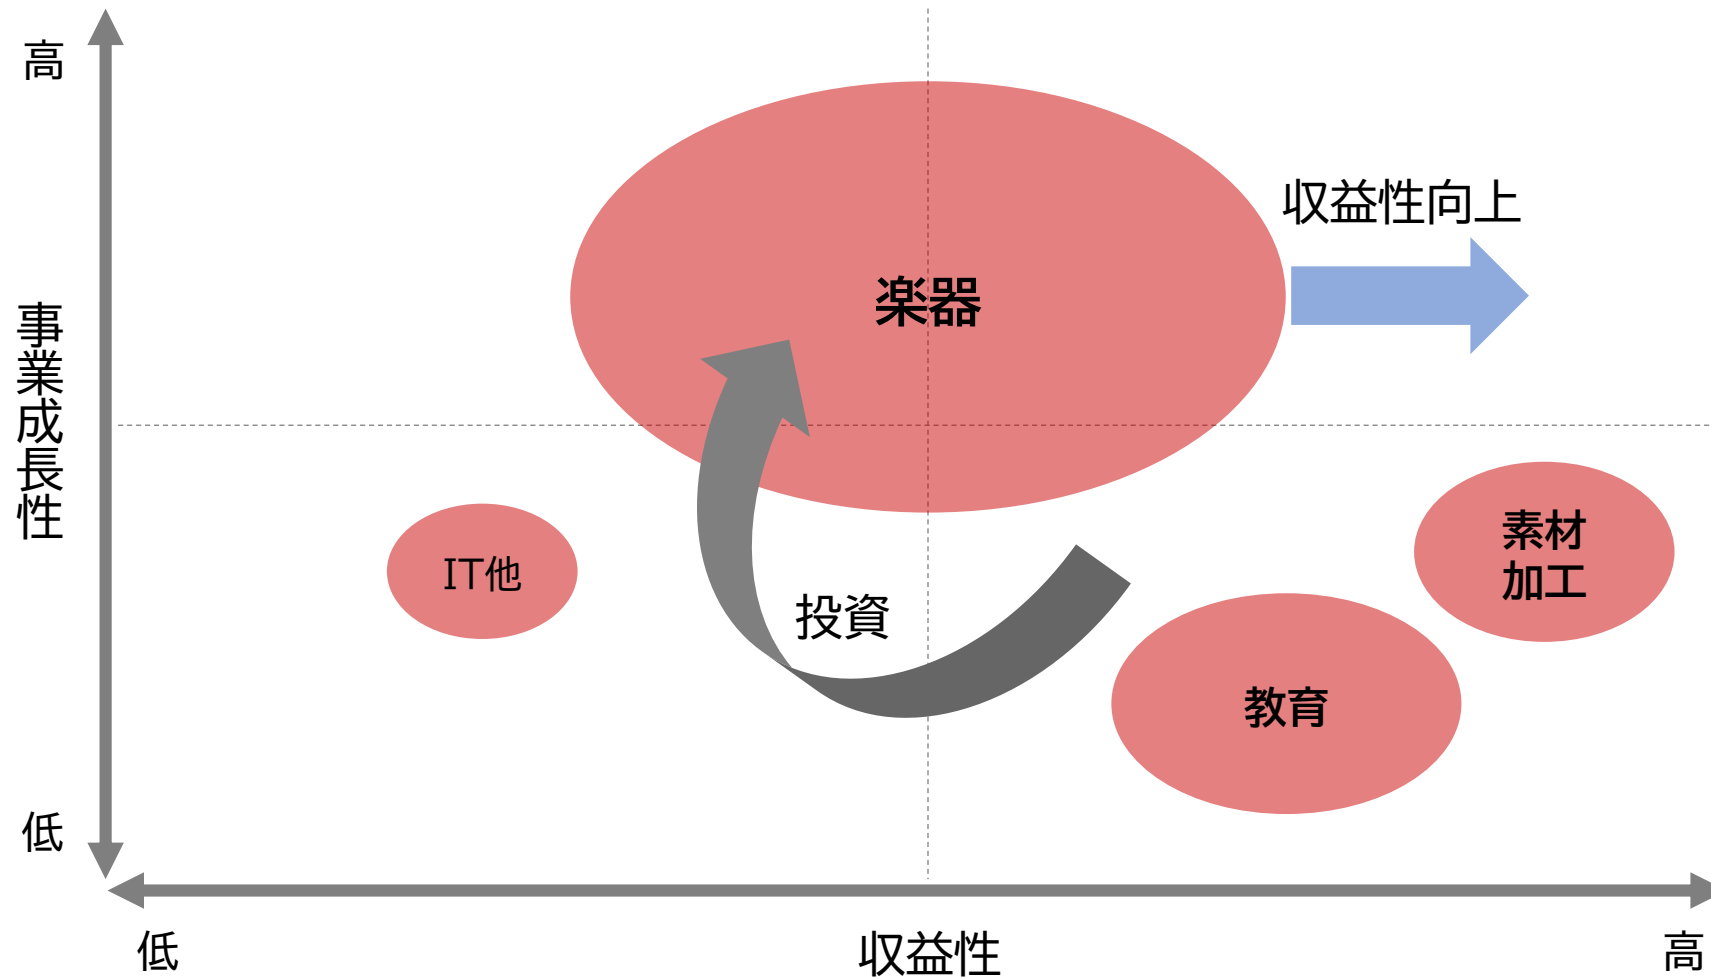 高
収益性向上
楽器
事業成長性
素材
加工
IT他
投資
教育
低
低
収益性
高